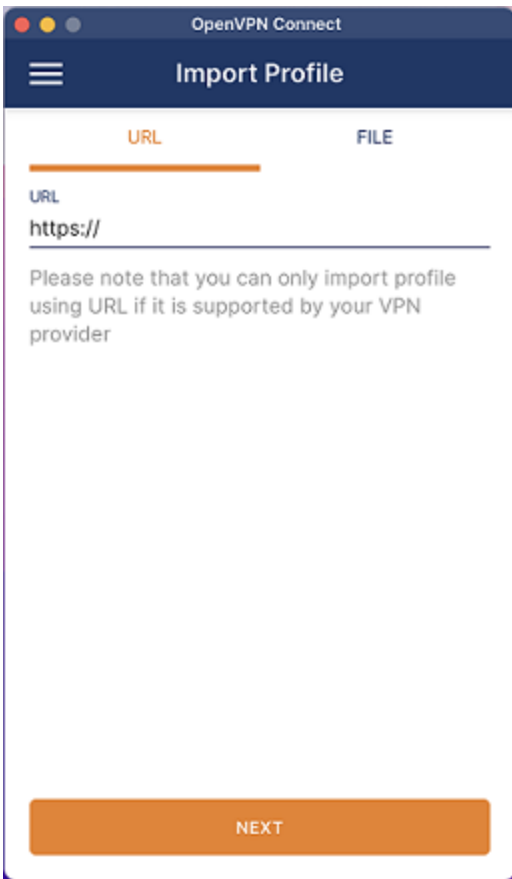 OpenVPN Connect
Import Profile
URL
FILE
URL
https://
Please note that you can only import profile
using URL if it is supported by your VPN
provider
NEXT